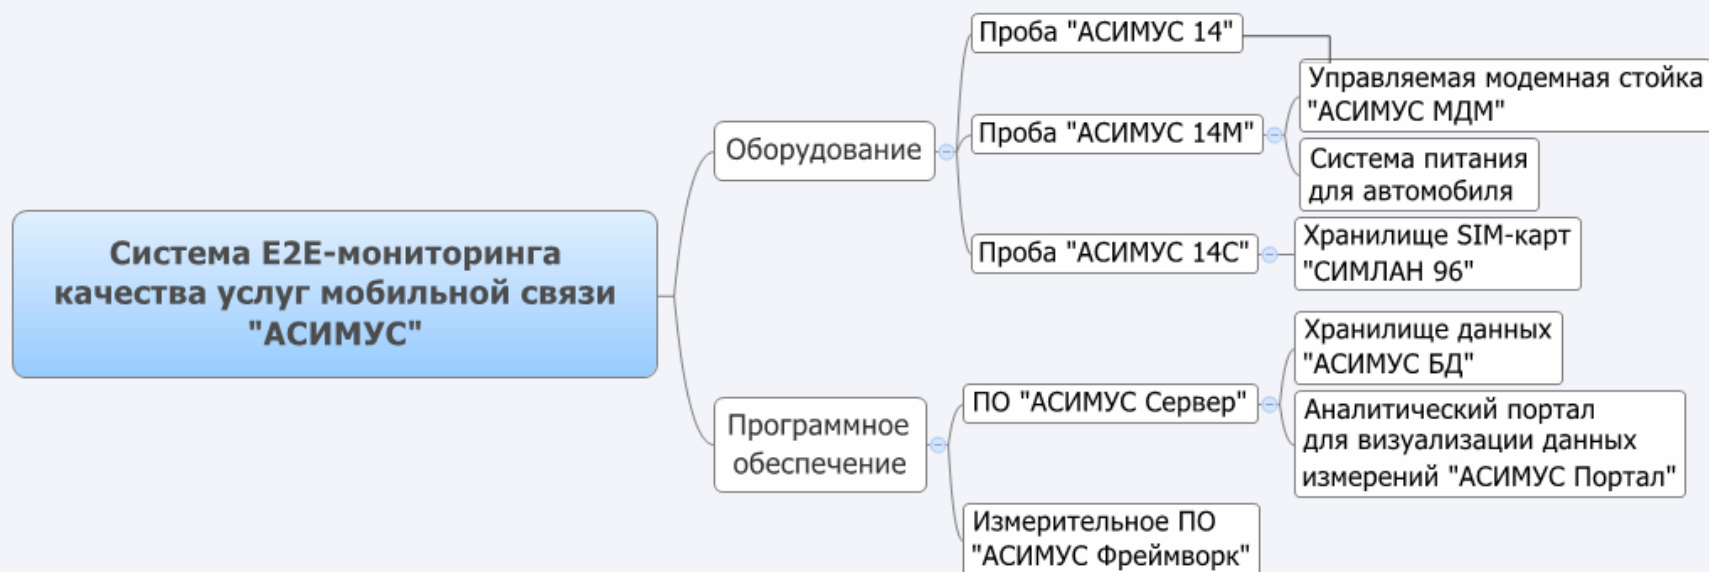 Система E2E-мониторинга
качества услуг мобильной связи
"АСИМУС"
Оборудование
Проба "АСИМУС 14"
Проба "АСИМУС 14М"
Управляемая модемная стойка
"АСИМУС МДМ"
Система питания
для автомобиля
Проба "АСИМУС 14С"
Хранилище SIM-карт
"СИМЛАН 96"
Программное
обеспечение
ПО "АСИМУС Сервер"
Хранилище данных
"АСИМУС БД"
Аналитический портал
для визуализации данных
измерений "АСИМУС Портал"
Измерительное ПО
"АСИМУС Фреймворк"